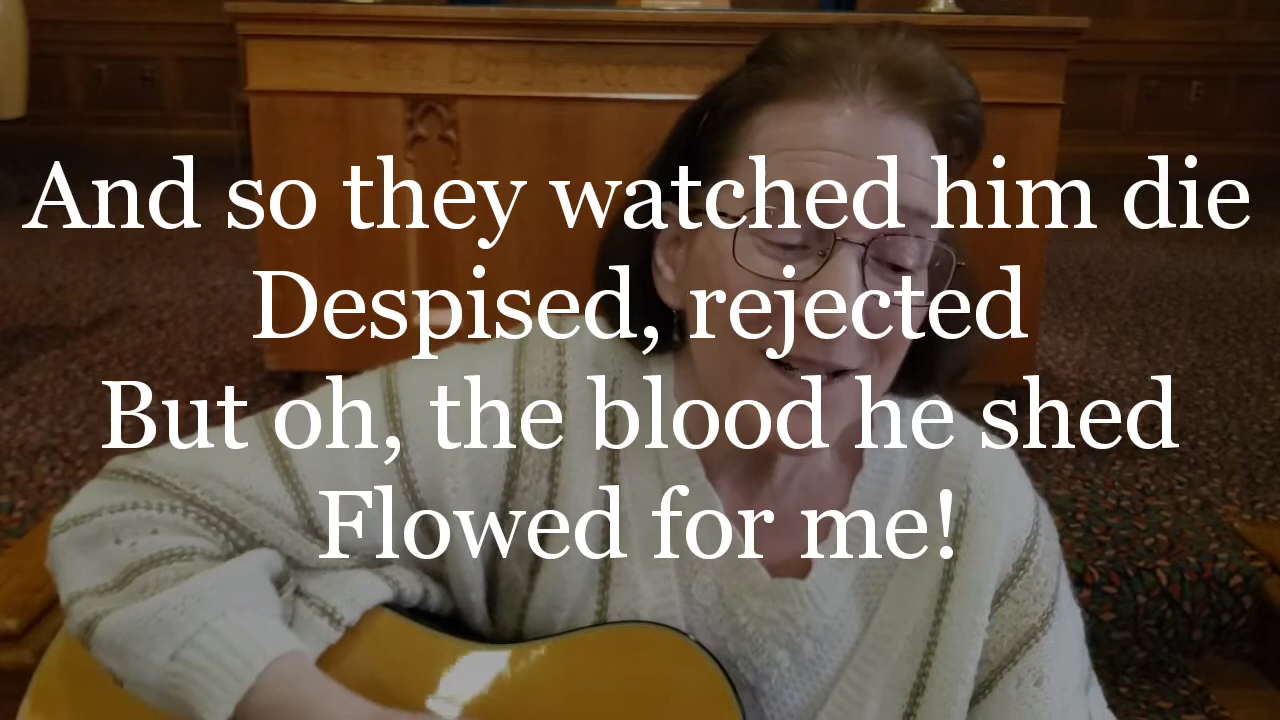 And so they watched him die
Despised, rejected
But oh, the blood he shed
Flowed for me!